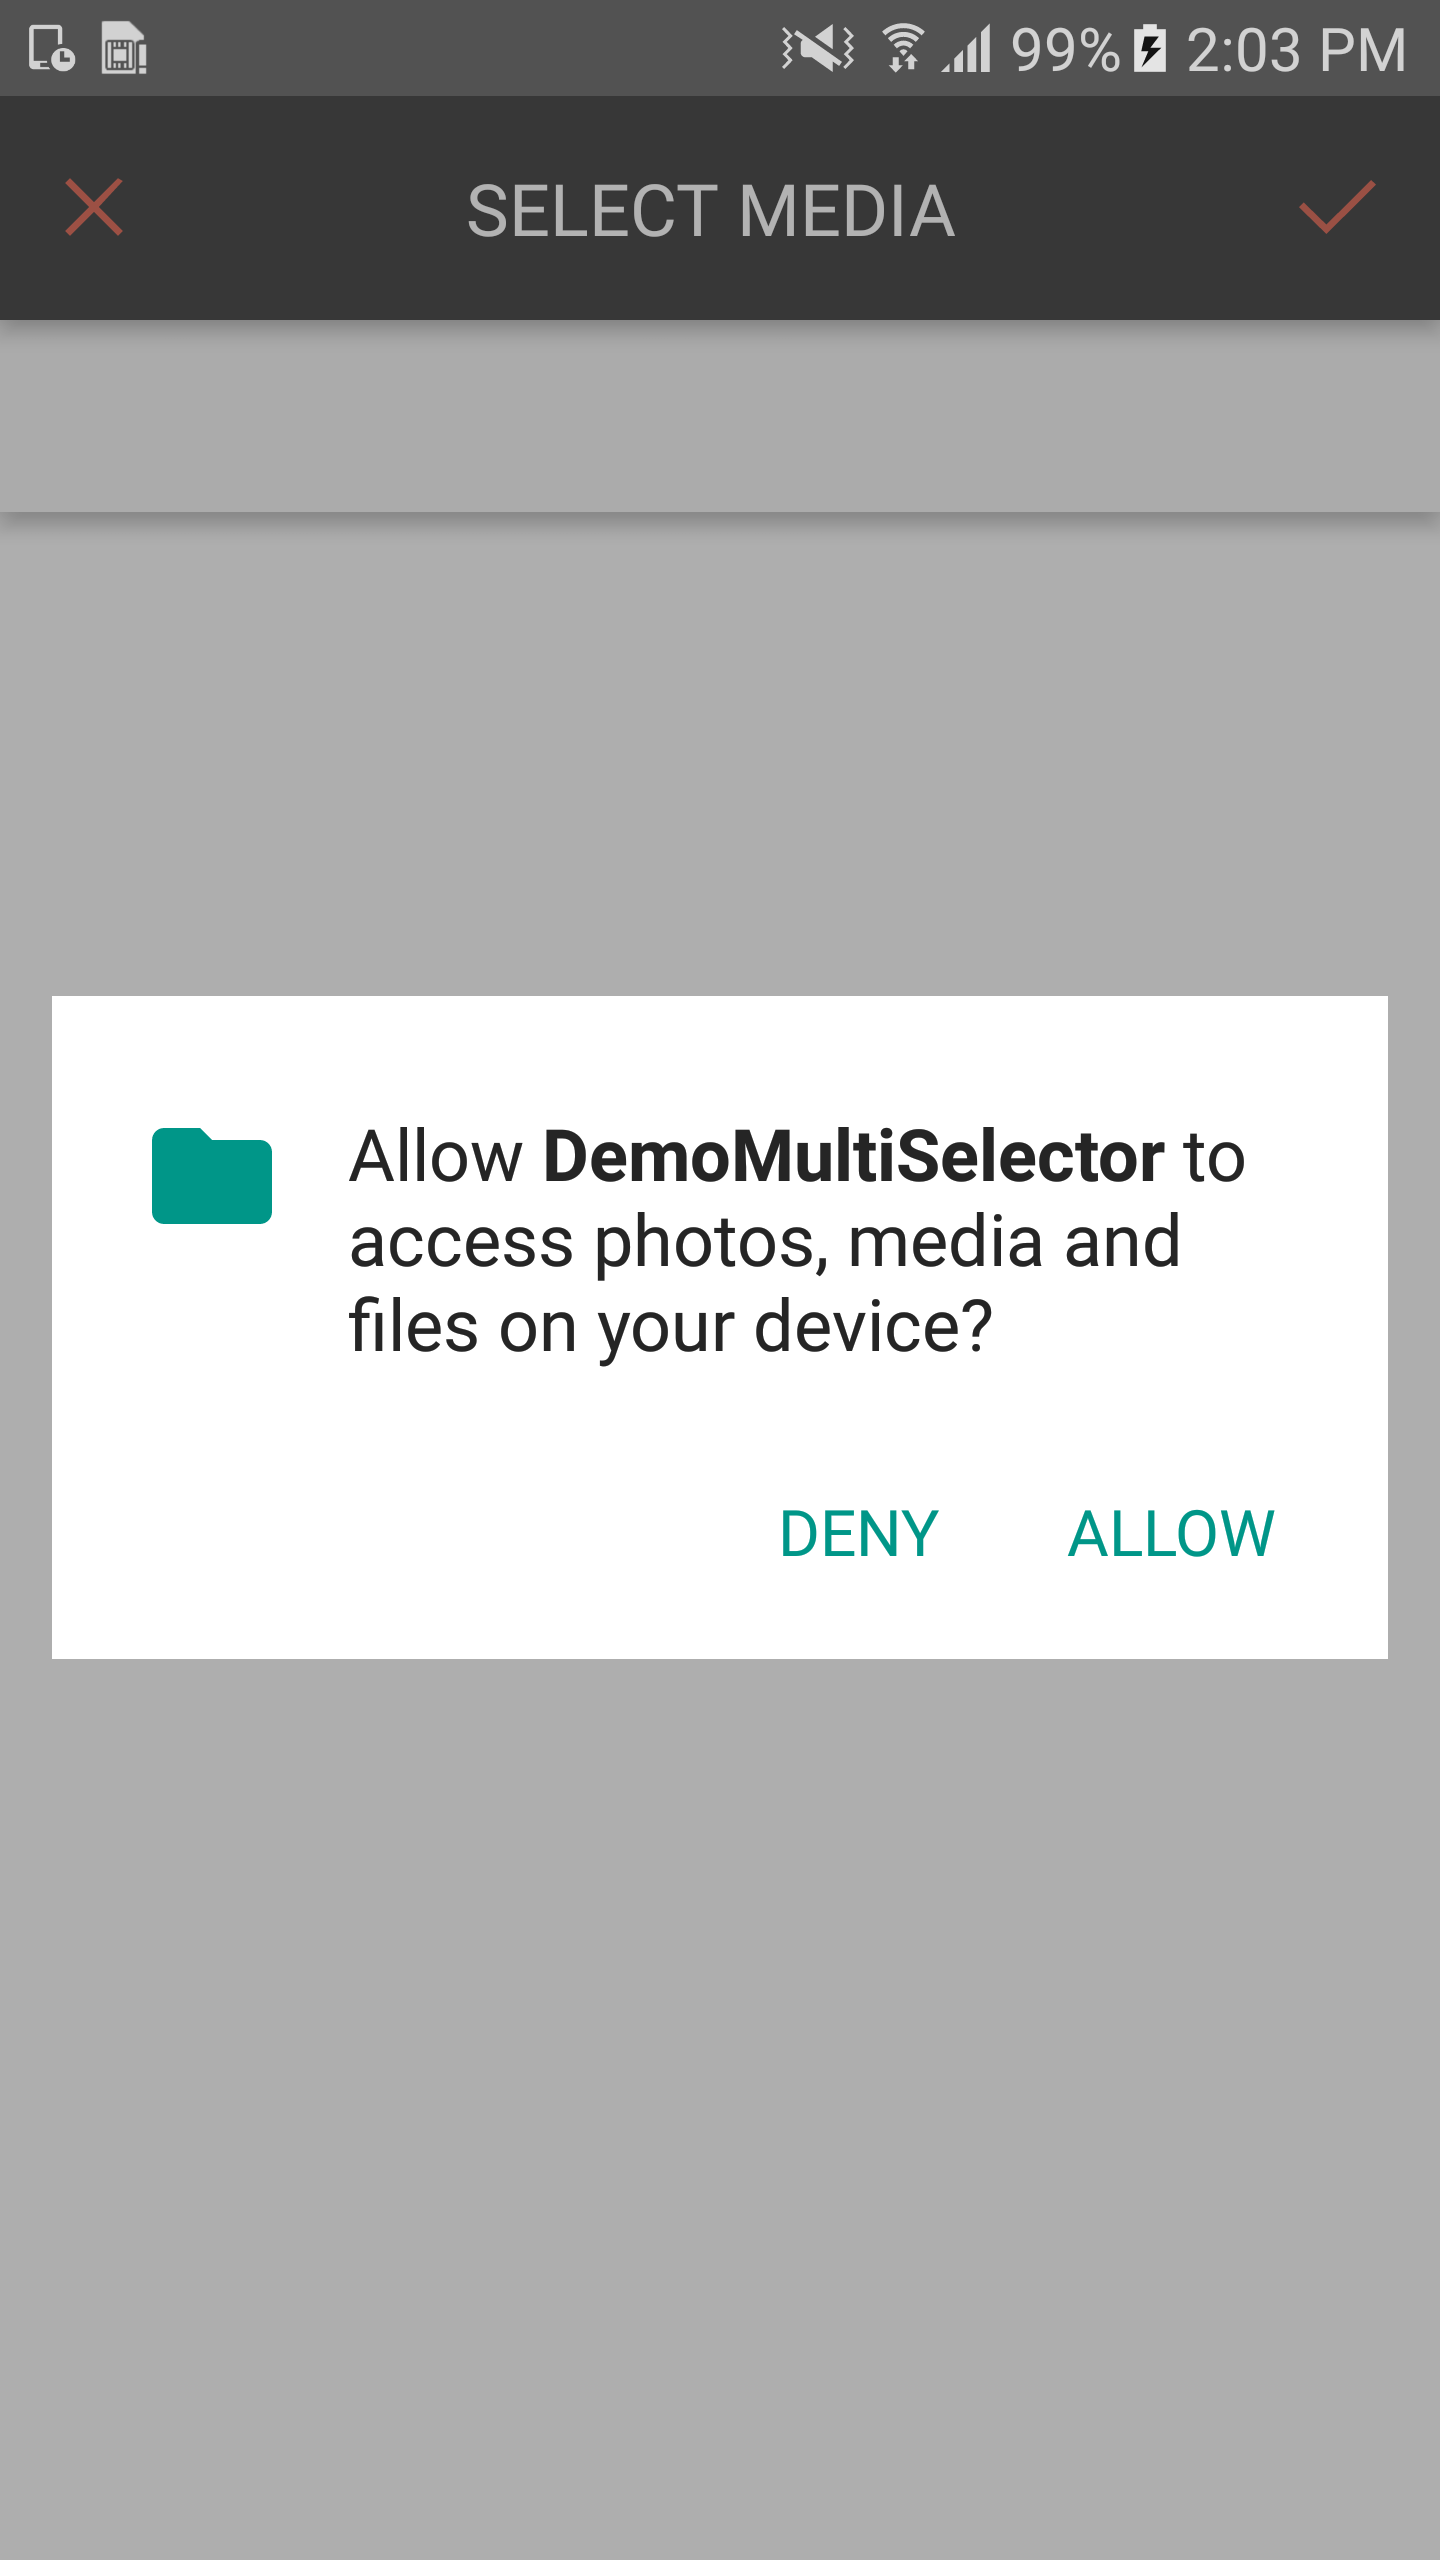 99% 2:03 PM
SELECT MEDIA
Allow DemoMultiSelector to
access photos, media and
files on your device?
DENY ALLOW